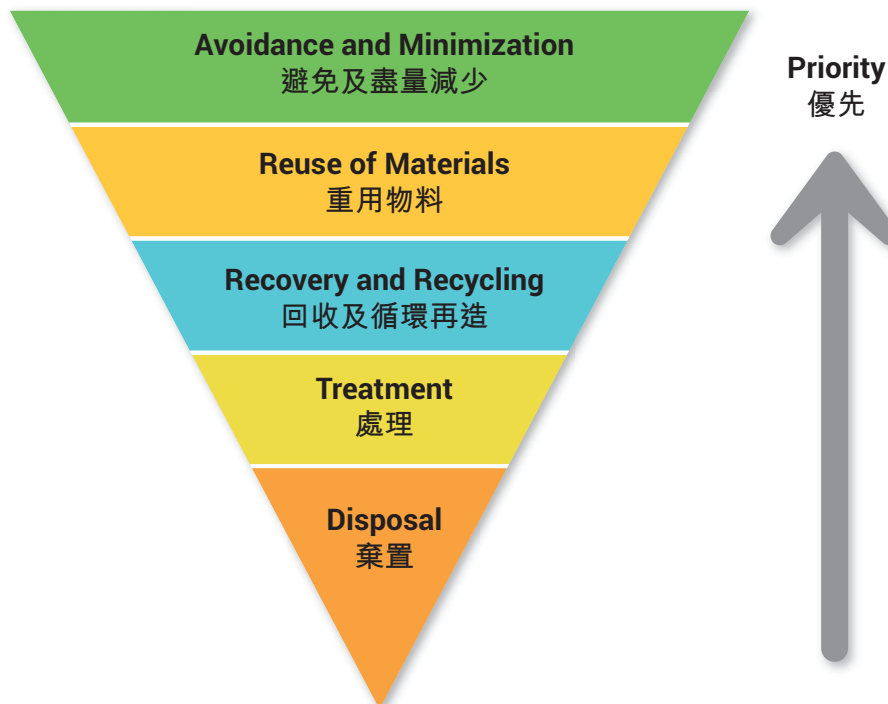 Avoidance and Minimization
避免及盡量減少
Priority
優先
Reuse of Materials
重用物料
Recovery and Recycling
回收及循環再造
Treatment
處理
Disposal
棄置